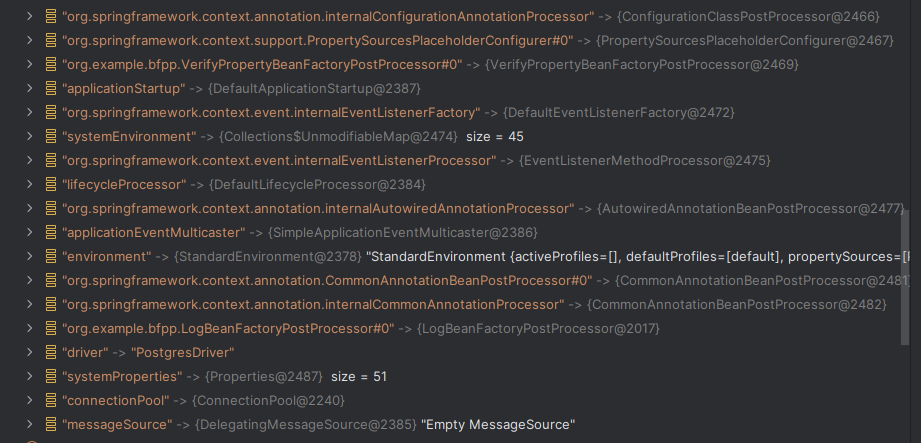 "org.springframework.context.annotation.internalConfigurationAnnotationProcessor" -> {ConfigurationClassPostProcessor@2466}
"org.springframework.context.support.PropertySourcesPlaceholderConfigurer#0" -> {PropertySourcesPlaceholderConfigurer@2467}
"org.example.bfpp.VerifyPropertyBeanFactoryPostProcessor#0" -> {VerifyPropertyBeanFactoryPostProcessor@2469}
"applicationStartup" -> {DefaultApplicationStartup@2387}
"org.springframework.context.event.internalEventListenerFactory" -> {DefaultEventListenerFactory@2472}
"systemEnvironment" -> {Collections$UnmodifiableMap@2474} size = 45
"org.springframework.context.event.internalEventListenerProcessor" -> {EventListenerMethodProcessor@2475}
"lifecycleProcessor" -> {DefaultLifecycleProcessor@2384}
"org.springframework.context.annotation.internalAutowiredAnnotationProcessor" -> {AutowiredAnnotationBeanPostProcessor@2477}
"applicationEventMulticaster" -> {SimpleApplicationEventMulticaster@2386}
"environment" -> {StandardEnvironment@2378} "StandardEnvironment {activeProfiles=[], defaultProfiles=[default], propertySources=[
"org.springframework.context.annotation.CommonAnnotationBeanPostProcessor#0" -> {CommonAnnotationBeanPostProcessor@2481
"org.springframework.context.annotation.internalCommonAnnotationProcessor" -> {CommonAnnotationBeanPostProcessor@2482}
"org.example.bfpp.LogBeanFactoryPostProcessor#0" -> {LogBeanFactoryPostProcessor@2017}
"driver" -> "PostgresDriver"
"systemProperties" -> {Properties@2487} size = 51
"connectionPool" -> {ConnectionPool@2240}
"messageSource" -> {DelegatingMessageSource@2385} "Empty MessageSource"